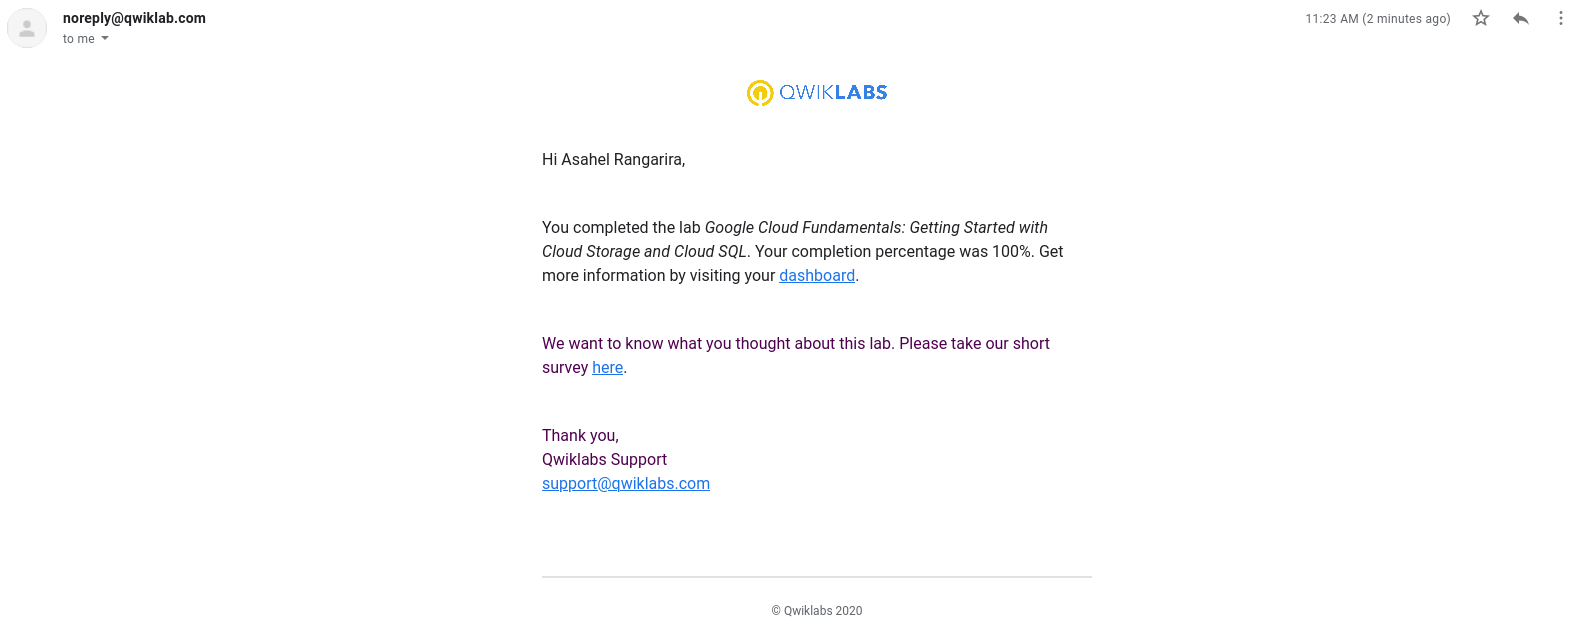 noreply@qwiklab.com
11:23 AM (2 minutes ago)
to me
QWIKLABS
Hi Asahel Rangarira,
You completed the lab Google Cloud Fundamentals: Getting Started with
Cloud Storage and Cloud SQL. Your completion percentage was 100%. Get
more information by visiting your dashboard.
We want to know what you thought about this lab. Please take our short
survey here.
Thank you,
Qwiklabs Support
support@qwiklabs.com
© Qwiklabs 2020